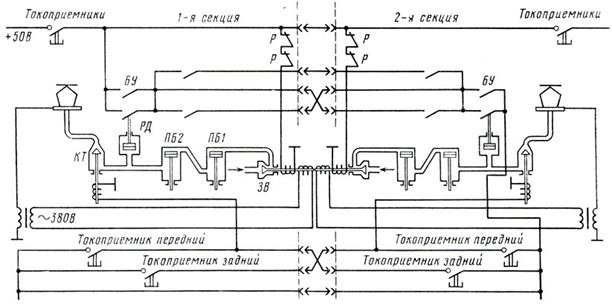 Токоприемники 1-я секция 2-я секция Токоприемники
+50В
Р Р
Р Р
БУ БУ
РД ПБ2 ПБ1
КТ
ЗВ
~380В
Токоприемник передний Токоприемник передний
Токоприемник задний Токоприемник задний